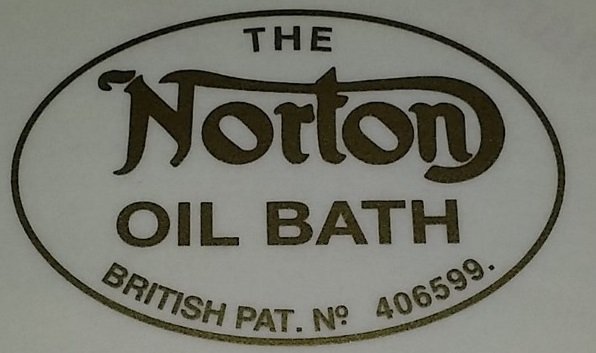 THE
Norton
OIL BATH
BRITISH PAT. Nº 406599.